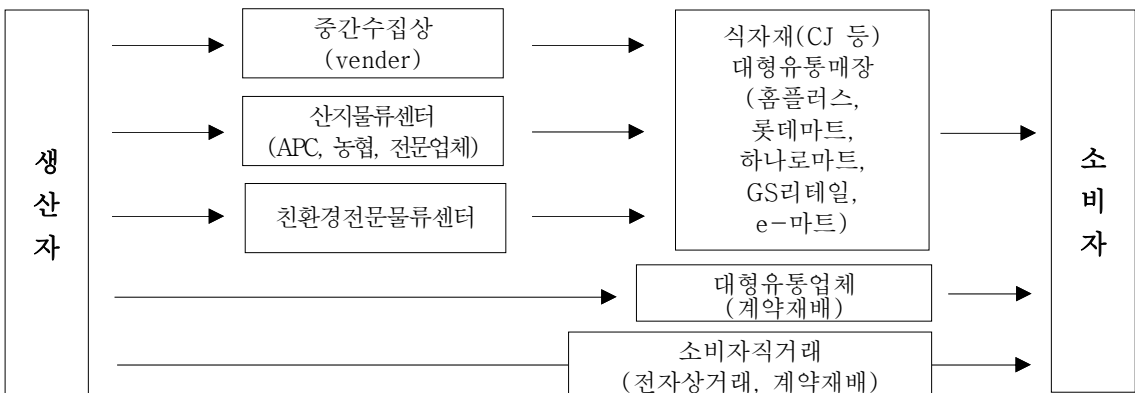 생
산
자
중간수집상
(vender)
산지물류센터
(APC, 농협, 전문업체)
친환경전문물류센터
식자재(CJ 등)
대형유통매장
(홈플러스,
롯데마트,
하나로마트,
GS리테일,
e-마트)
대형유통업체
(계약재배)
소비자직거래
(전자상거래, 계약재배)
소
비
자